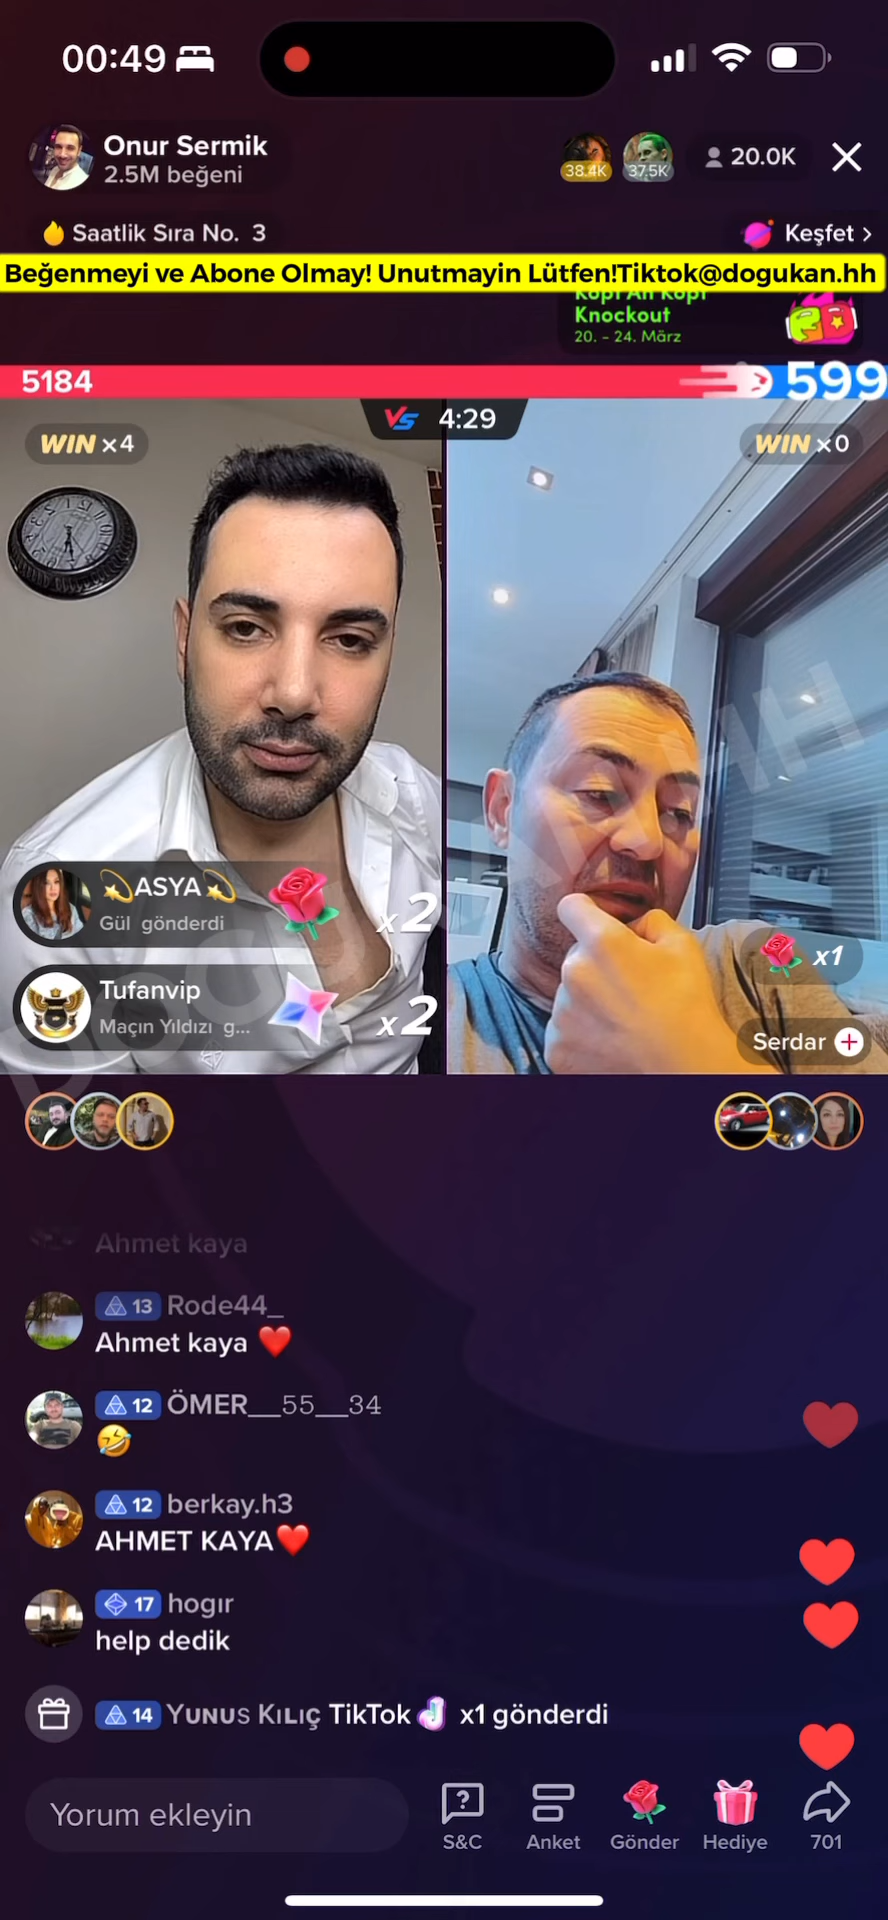 00:49
Onur Sermik
2.5M beğeni
38.4K
37.5K
20.0K
Saatlik Sıra No. 3
Keşfet >
Beğenmeyi ve Abone Olmay! Unutmayin Lütfen!Tiktok@dogukan.hh
Kopf An Kopf
Knockout
20. - 24. März
5184
599
VS 4:29
WIN x4
WIN x0
ASYA
Gül gönderdi
x2
Tufanvip
Maçın Yıldızı g...
x2
x1
Serdar +
Ahmet kaya
13 Rode44_
Ahmet kaya ❤️
12 ÖMER__55__34
🤣
12 berkay.h3
AHMET KAYA❤️
17 hogır
help dedik
14 Yunus Kılıç TikTok x1 gönderdi
Yorum ekleyin
S&C
Anket
Gönder
Hediye
701